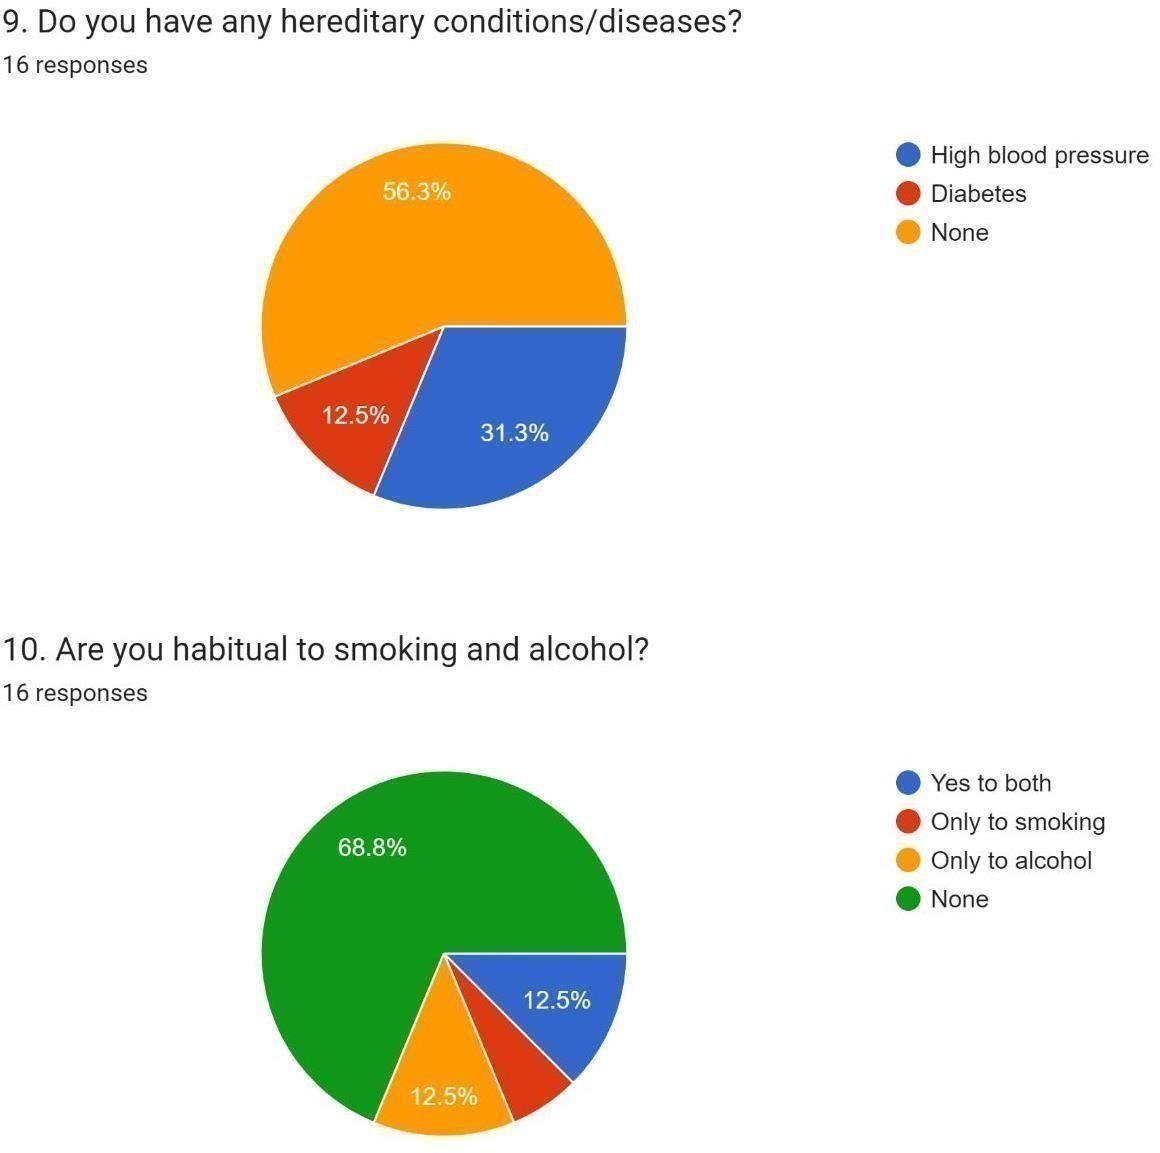 9. Do you have any hereditary conditions/diseases?
16 responses
56.3%
12.5%
31.3%
High blood pressure
Diabetes
None
10. Are you habitual to smoking and alcohol?
16 responses
68.8%
12.5%
12.5%
Yes to both
Only to smoking
Only to alcohol
None